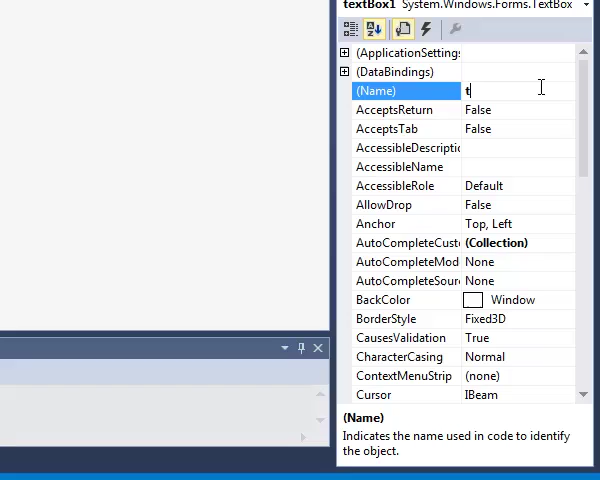 textBox1 System.Windows.Forms.TextBox
(ApplicationSettings
(DataBindings)
(Name) t
AcceptsReturn False
AcceptsTab False
AccessibleDescriptic
AccessibleName
AccessibleRole Default
AllowDrop False
Anchor Top, Left
AutoCompleteCust (Collection)
AutoCompleteMod None
AutoCompleteSour None
BackColor Window
BorderStyle Fixed3D
CausesValidation True
CharacterCasing Normal
ContextMenuStrip (none)
Cursor IBeam
(Name)
Indicates the name used in code to identify
the object.